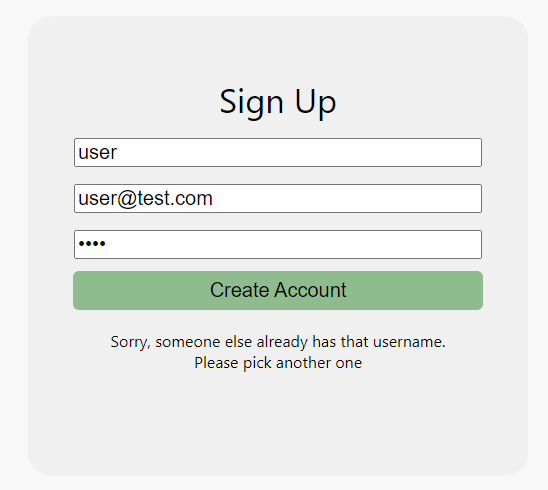 Sign Up
user
user@test.com
••••
Create Account
Sorry, someone else already has that username.
Please pick another one